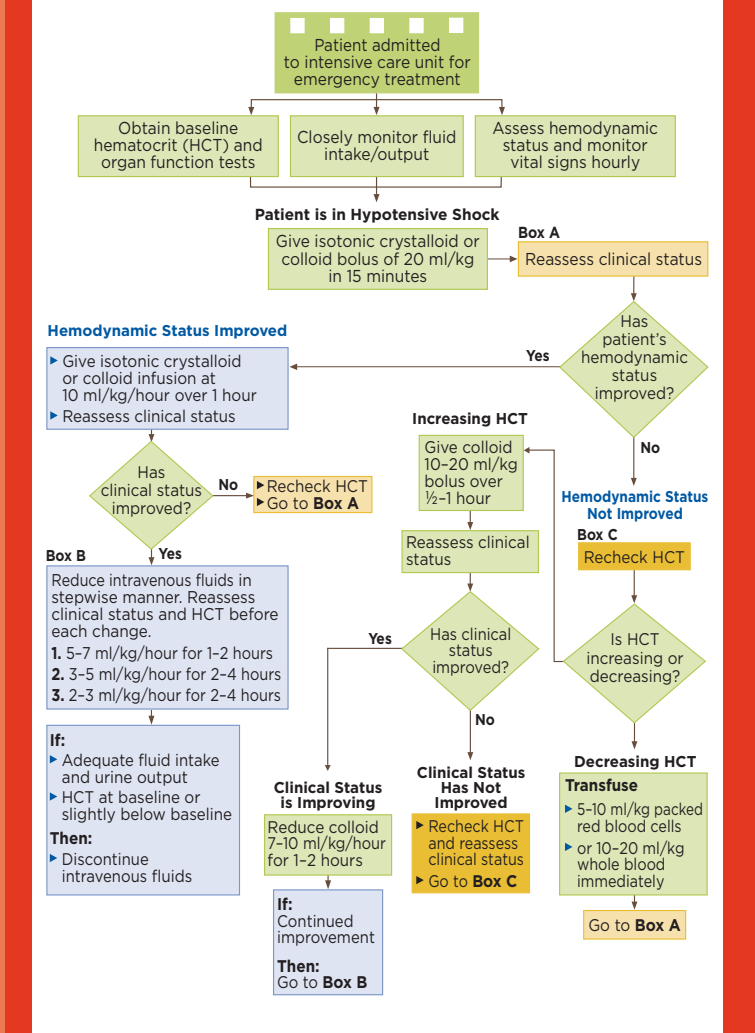 Patient admitted
to intensive care unit for
emergency treatment
Obtain baseline
hematocrit (HCT) and
organ function tests
Closely monitor fluid
intake/output
Assess hemodynamic
status and monitor
vital signs hourly
Patient is in Hypotensive Shock
Give isotonic crystalloid or
colloid bolus of 20 ml/kg
in 15 minutes
Box A
Reassess clinical status
Has
patient's
hemodynamic
status
improved?
Yes
No
Hemodynamic Status Improved
▶ Give isotonic crystalloid
or colloid infusion at
10 ml/kg/hour over 1 hour
▶ Reassess clinical status
Has
clinical status
improved?
No
▶ Recheck HCT
▶ Go to Box A
Yes
Box B
Reduce intravenous fluids in
stepwise manner. Reassess
clinical status and HCT before
each change.
1. 5–7 ml/kg/hour for 1–2 hours
2. 3–5 ml/kg/hour for 2–4 hours
3. 2–3 ml/kg/hour for 2–4 hours
If:
▶ Adequate fluid intake
and urine output
▶ HCT at baseline or
slightly below baseline
Then:
▶ Discontinue
intravenous fluids
Hemodynamic Status
Not Improved
Box C
Recheck HCT
Is HCT
increasing or
decreasing?
Increasing HCT
Give colloid
10–20 ml/kg
bolus over
½–1 hour
Reassess clinical
status
Has clinical
status
improved?
Yes
No
Clinical Status
is Improving
Reduce colloid
7–10 ml/kg/hour
for 1–2 hours
If:
Continued
improvement
Then:
Go to Box B
Clinical Status
Has Not
Improved
▶ Recheck HCT
and reassess
clinical status
▶ Go to Box C
Decreasing HCT
Transfuse
▶ 5–10 ml/kg packed
red blood cells
▶ or 10–20 ml/kg
whole blood
immediately
Go to Box A